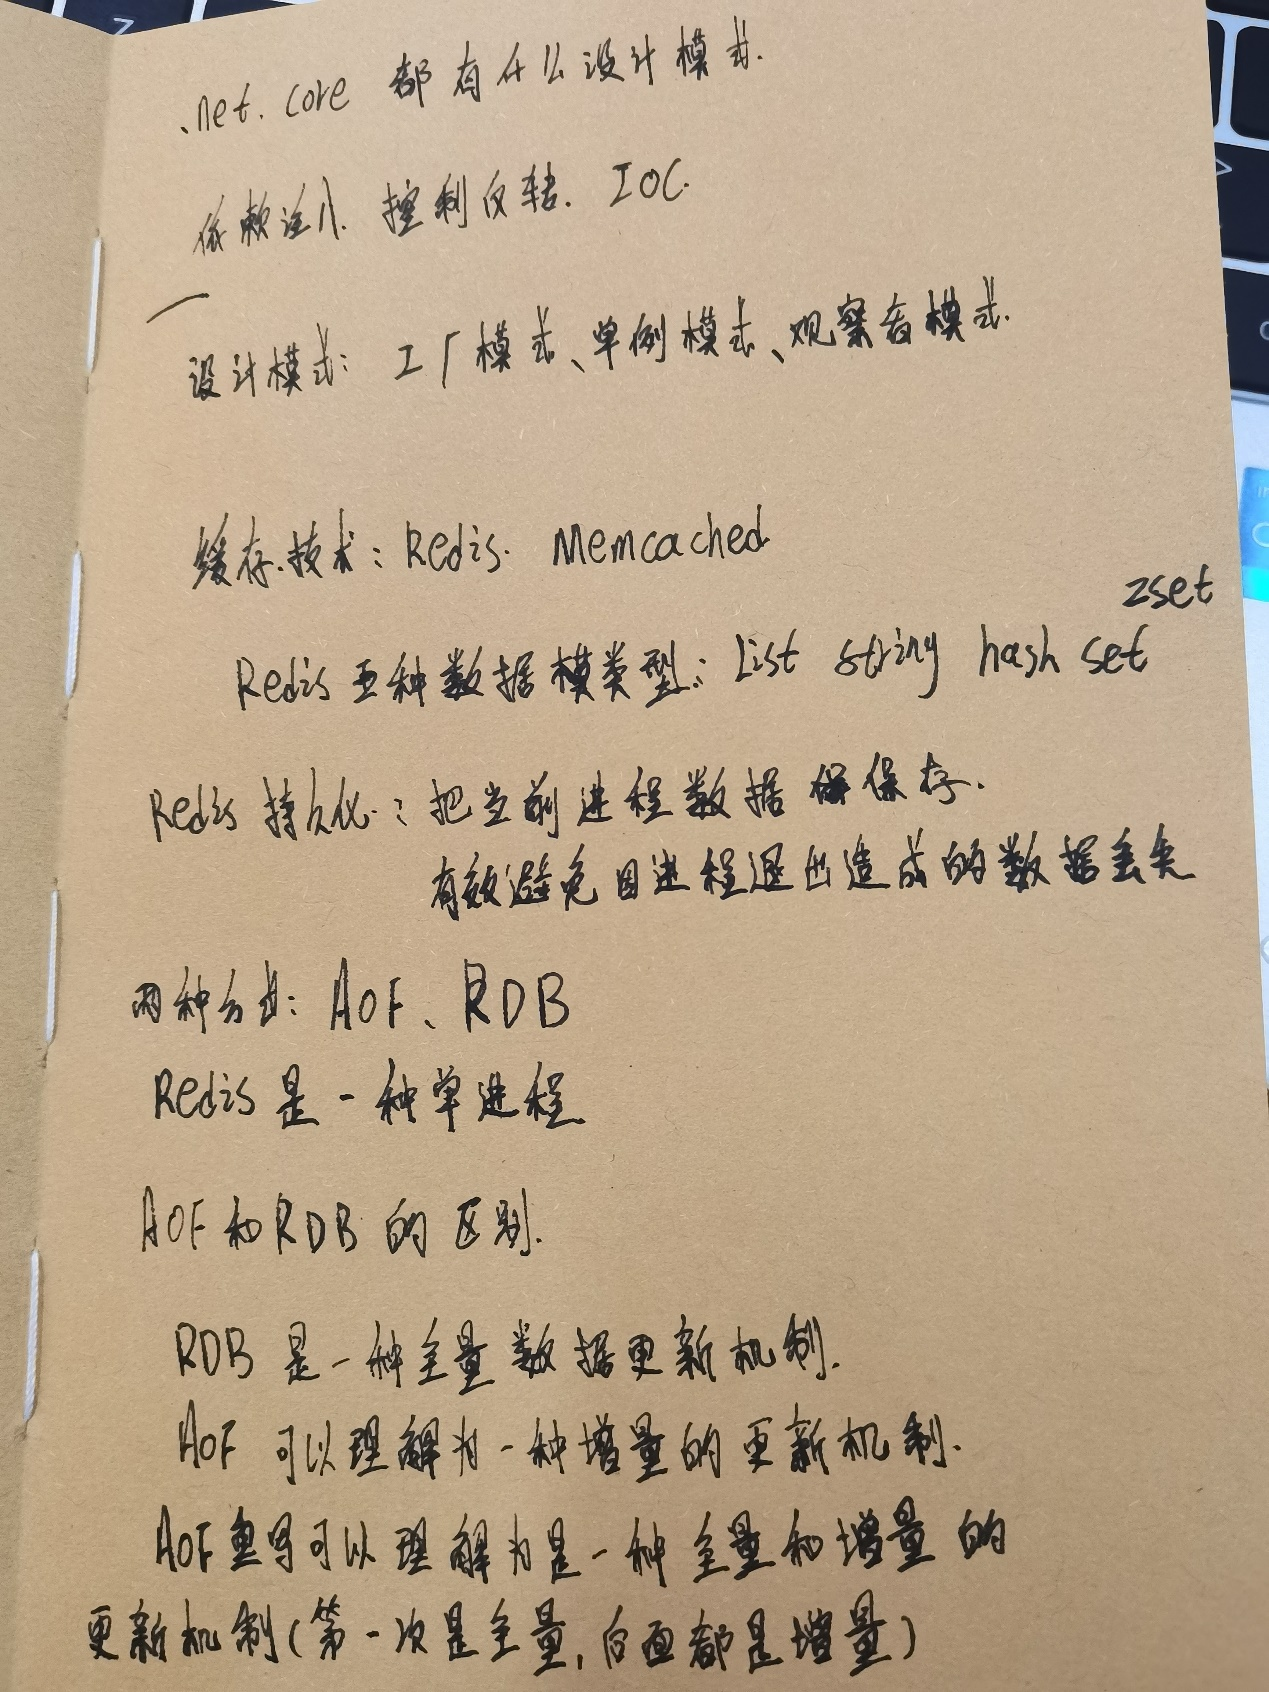 .net. core 都有什么设计模式.
依赖注入. 控制反转. IOC.
设计模式: 工厂模式、单例模式、观察者模式.
缓存.技术: Redis. Memcached
zset
Redis 五种数据模类型: List string hash set
Redis 持久化: 把当前进程数据保存.
有效避免因进程退出造成的数据丢失
两种方式: AOF、RDB
Redis 是一种单进程
AOF和RDB的区别.
RDB 是一种全量数据更新机制.
AOF 可以理解为一种增量的更新机制.
AOF重写可以理解为是一种全量和增量的
更新机制(第一次是全量,后面都是增量)